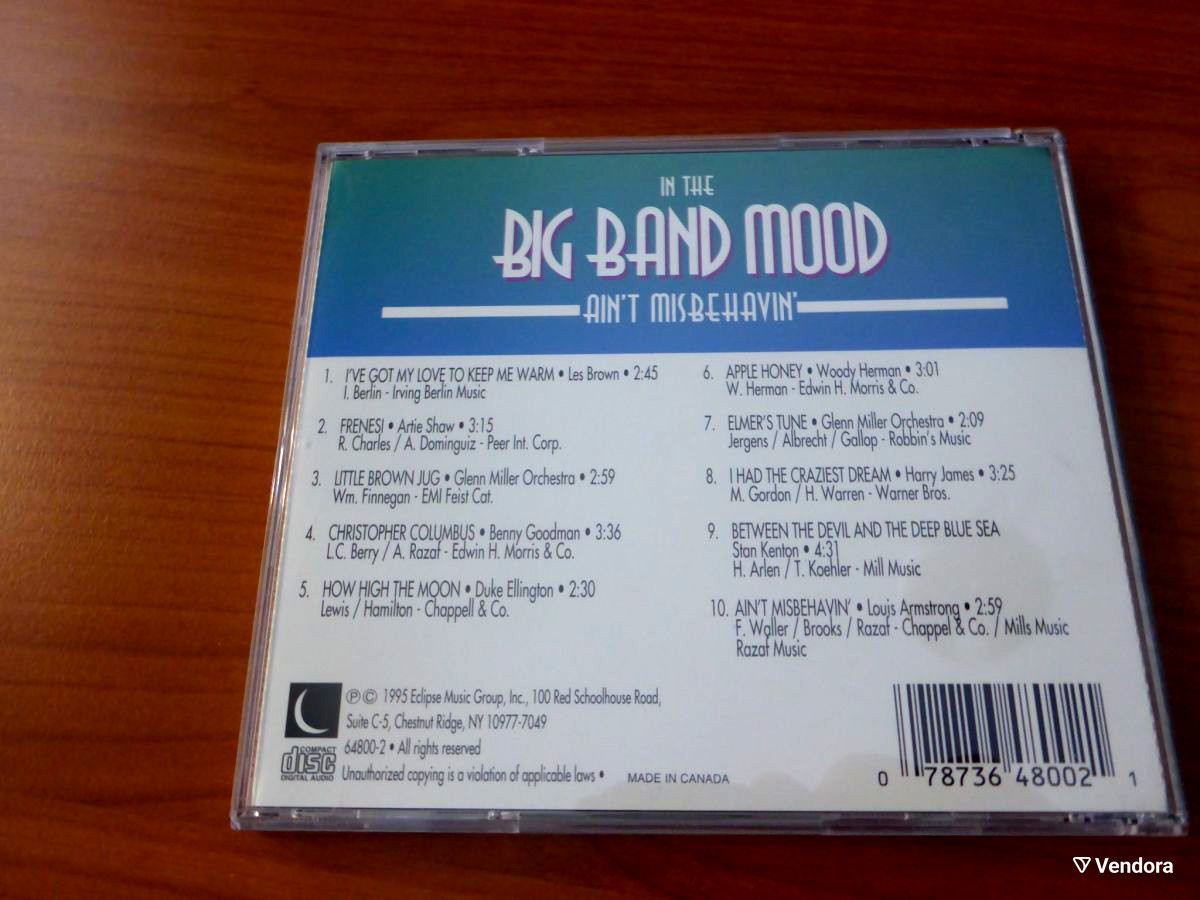 IN THE
BIG BAND MOOD
AIN'T MISBEHAVIN'
1. I'VE GOT MY LOVE TO KEEP ME WARM • Les Brown • 2:45
I. Berlin - Irving Berlin Music
2. FRENESI • Artie Shaw • 3:15
R. Charles / A. Dominguiz - Peer Int. Corp.
3. LITTLE BROWN JUG • Glenn Miller Orchestra • 2:59
Wm. Finnegan - EMI Feist Cat.
4. CHRISTOPHER COLUMBUS • Benny Goodman • 3:36
L.C. Berry / A. Razaf - Edwin H. Morris & Co.
5. HOW HIGH THE MOON • Duke Ellington • 2:30
Lewis / Hamilton - Chappell & Co.
6. APPLE HONEY • Woody Herman • 3:01
W. Herman - Edwin H. Morris & Co.
7. ELMER'S TUNE • Glenn Miller Orchestra • 2:09
Jergens / Albrecht / Gallop - Robbin's Music
8. I HAD THE CRAZIEST DREAM • Harry James • 3:25
M. Gordon / H. Warren - Warner Bros.
9. BETWEEN THE DEVIL AND THE DEEP BLUE SEA
Stan Kenton • 4:31
H. Arlen / T. Koehler - Mill Music
10. AIN'T MISBEHAVIN' • Louis Armstrong • 2:59
F. Waller / Brooks / Razaf - Chappel & Co. / Mills Music
Razaf Music
℗ © 1995 Eclipse Music Group, Inc., 100 Red Schoolhouse Road,
Suite C-5, Chestnut Ridge, NY 10977-7049
64800-2 • All rights reserved
Unauthorized copying is a violation of applicable laws •
MADE IN CANADA
COMPACT
disc
DIGITAL AUDIO
0 78736 48002 1
Vendora